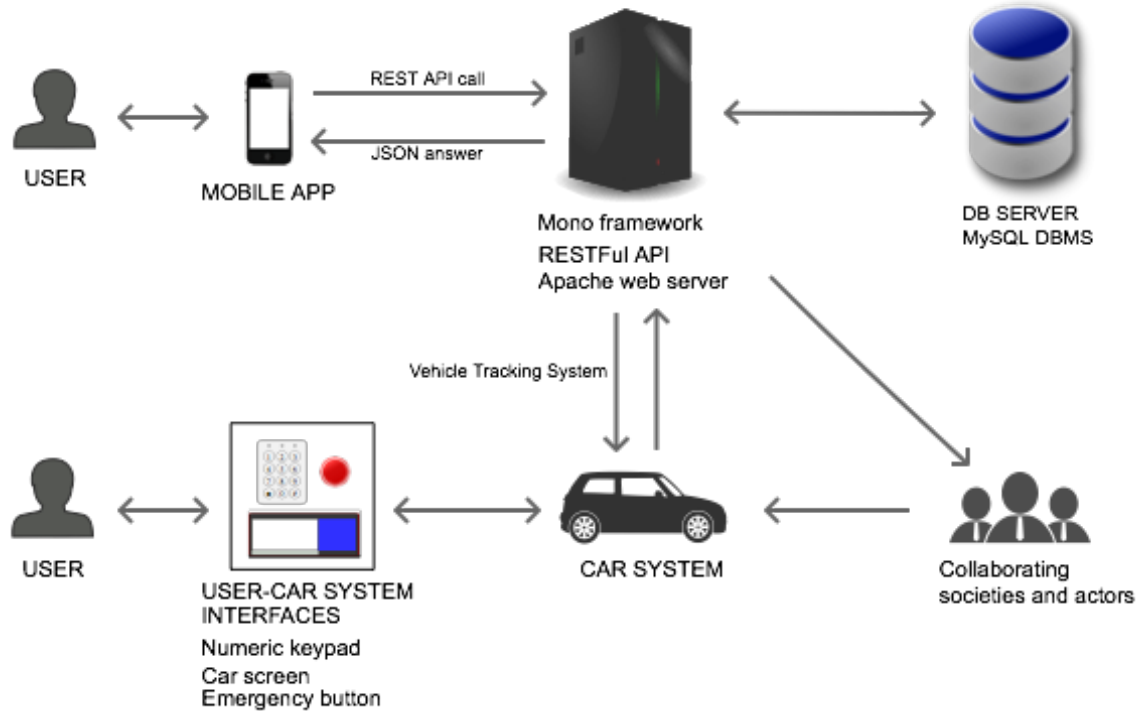 REST API call
JSON answer
USER
MOBILE APP
Mono framework
RESTFul API
Apache web server
DB SERVER
MySQL DBMS
Vehicle Tracking System
USER
USER-CAR SYSTEM
INTERFACES
Numeric keypad
Car screen
Emergency button
CAR SYSTEM
Collaborating
societies and actors